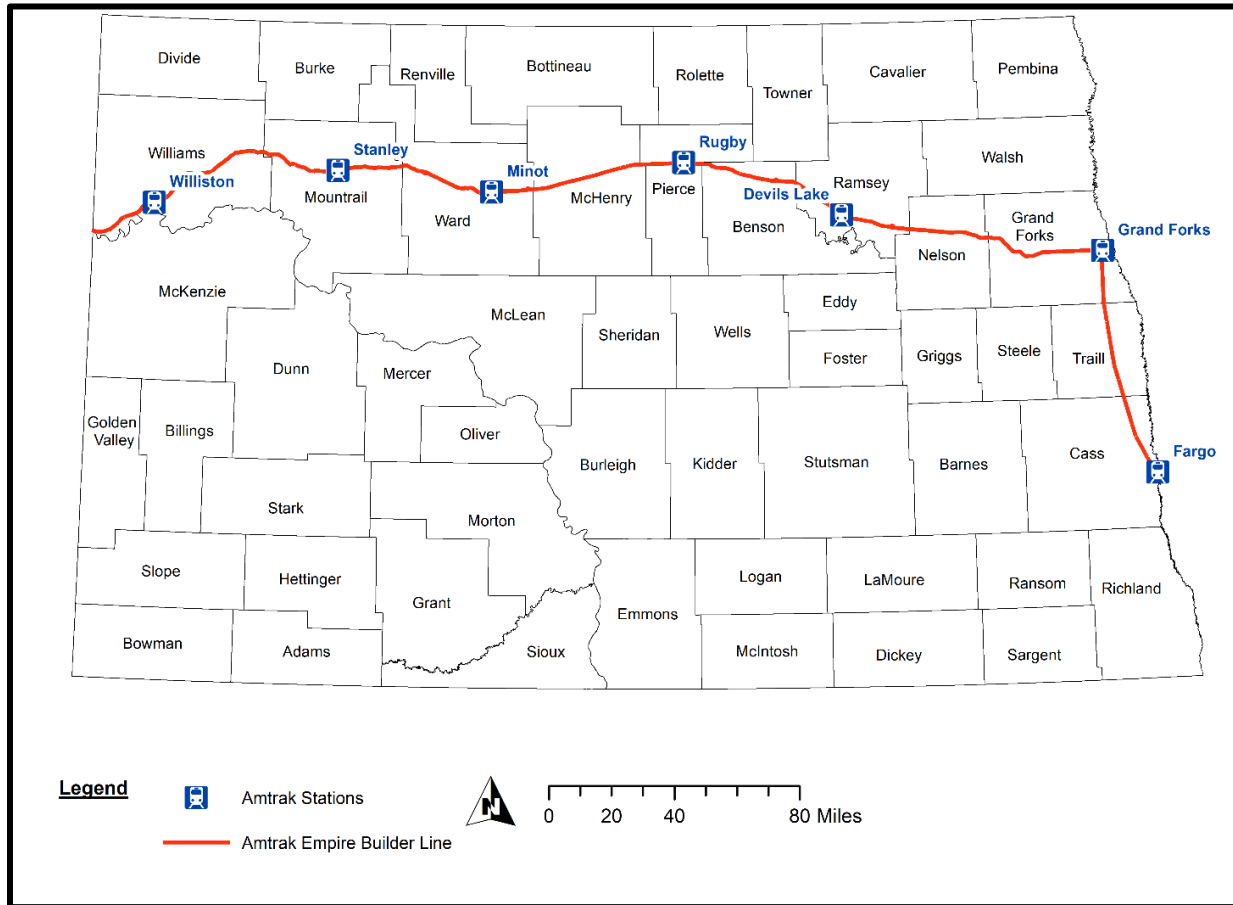 Divide
Burke
Renville
Bottineau
Rolette
Towner
Cavalier
Pembina
Williams
Stanley
Rugby
Walsh
Williston
Mountrail
Minot
Ward
McHenry
Pierce
Devils Lake
Ramsey
Benson
Grand
Forks
Grand Forks
Nelson
McKenzie
McLean
Sheridan
Wells
Eddy
Foster
Griggs
Steele
Traill
Dunn
Mercer
Golden
Valley
Billings
Oliver
Burleigh
Kidder
Stutsman
Barnes
Cass
Fargo
Stark
Morton
Slope
Hettinger
Grant
Emmons
Logan
LaMoure
Ransom
Richland
Bowman
Adams
Sioux
McIntosh
Dickey
Sargent
Legend
Amtrak Stations
Amtrak Empire Builder Line
N
0 20 40 80 Miles